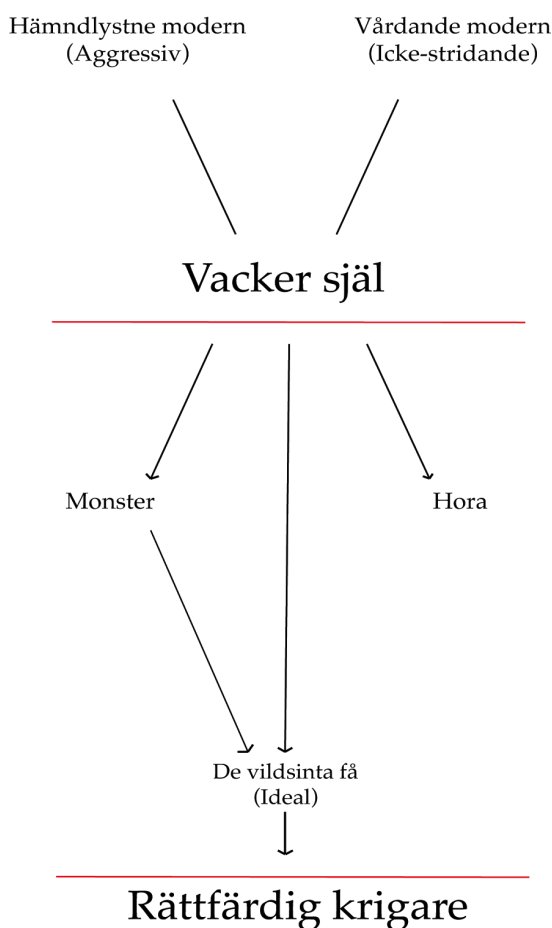 Hämndlystne modern
(Aggressiv)
Vårdande modern
(Icke-stridande)
Vacker själ
Monster
Hora
De vildsinta få
(Ideal)
Rättfärdig krigare